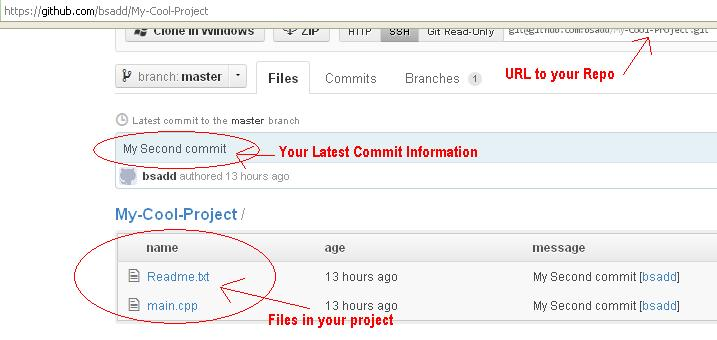 https://github.com/bsadd/My-Cool-Project
Clone in Windows ZIP HTTP SSH Git Read-Only git@github.com:bsadd/My-Cool-Project.git
URL to your Repo
branch: master Files Commits Branches 1
Latest commit to the master branch
My Second commit
Your Latest Commit Information
bsadd authored 13 hours ago
My-Cool-Project /
name age message
Readme.txt 13 hours ago My Second commit [bsadd]
main.cpp 13 hours ago My Second commit [bsadd]
Files in your project